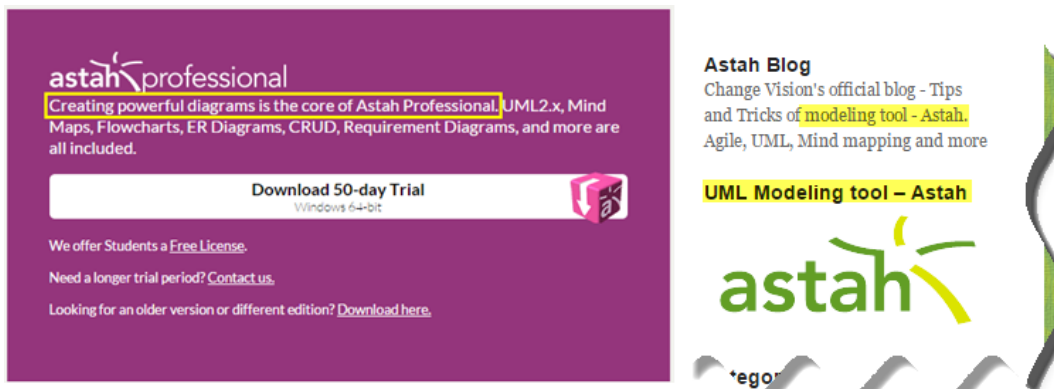 astah professional
Creating powerful diagrams is the core of Astah Professional. UML2.x, Mind
Maps, Flowcharts, ER Diagrams, CRUD, Requirement Diagrams, and more are
all included.
Download 50-day Trial
Windows 64-bit
We offer Students a Free License.
Need a longer trial period? Contact us.
Looking for an older version or different edition? Download here.
Astah Blog
Change Vision's official blog - Tips
and Tricks of modeling tool - Astah.
Agile, UML, Mind mapping and more
UML Modeling tool – Astah
astah